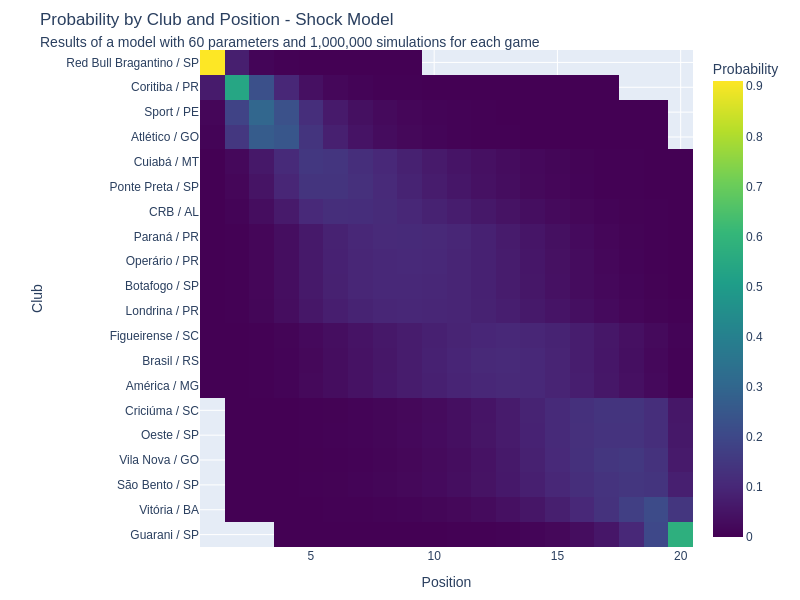 Probability by Club and Position - Shock Model
Results of a model with 60 parameters and 1,000,000 simulations for each game
Probability
Red Bull Bragantino / SP
Coritiba / PR
Sport / PE
Atlético / GO
Cuiabá / MT
Ponte Preta / SP
CRB / AL
Paraná / PR
Operário / PR
Botafogo / SP
Londrina / PR
Figueirense / SC
Brasil / RS
América / MG
Criciúma / SC
Oeste / SP
Vila Nova / GO
São Bento / SP
Vitória / BA
Guarani / SP
Club
5 10 15 20
Position
0.9
0.8
0.7
0.6
0.5
0.4
0.3
0.2
0.1
0